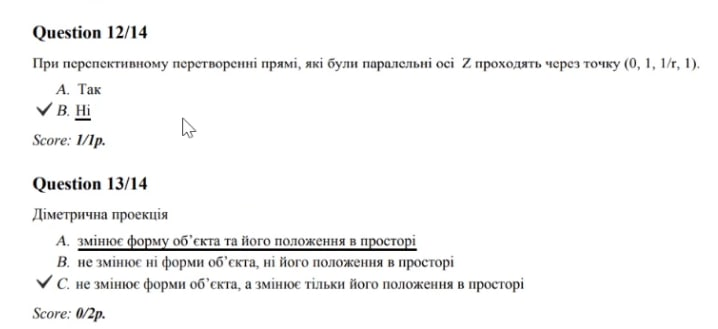 Question 12/14
При перспективному перетворенні прямі, які були паралельні осі Z проходять через точку (0, 1, 1/r, 1).
A. Так
B. Ні
Score: 1/1p.
Question 13/14
Діметрична проекція
A. змінює форму об’єкта та його положення в просторі
B. не змінює ні форми об’єкта, ні його положення в просторі
C. не змінює форми об’єкта, а змінює тільки його положення в просторі
Score: 0/2p.